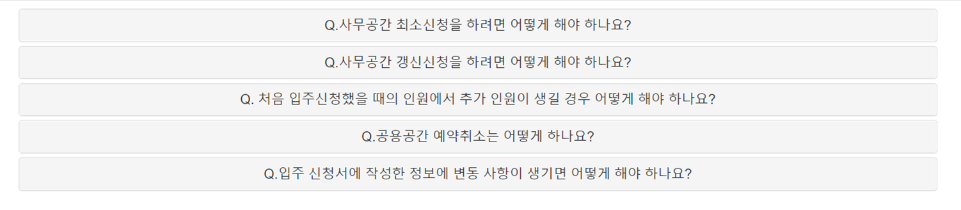 Q.사무공간 최소신청을 하려면 어떻게 해야 하나요?
Q.사무공간 갱신신청을 하려면 어떻게 해야 하나요?
Q. 처음 입주신청했을 때의 인원에서 추가 인원이 생길 경우 어떻게 해야 하나요?
Q.공용공간 예약취소는 어떻게 하나요?
Q.입주 신청서에 작성한 정보에 변동 사항이 생기면 어떻게 해야 하나요?